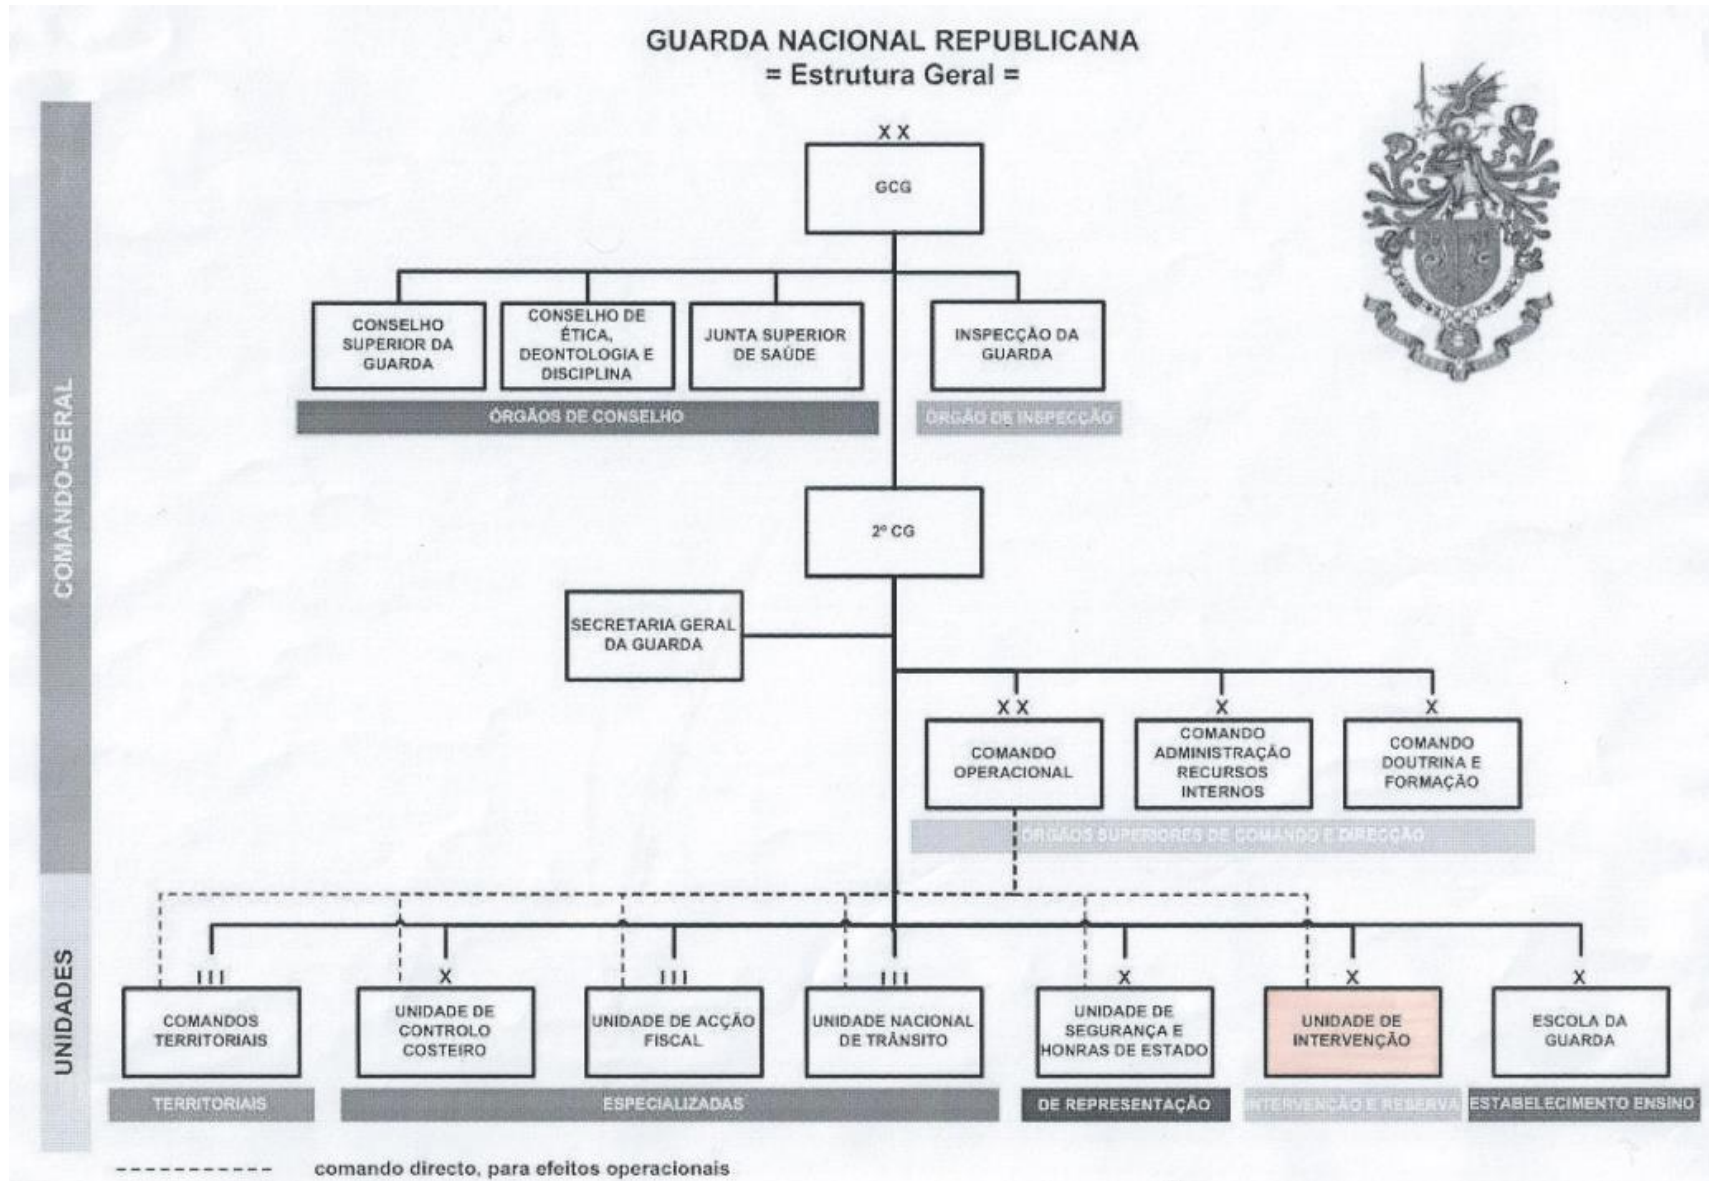 GUARDA NACIONAL REPUBLICANA
= Estrutura Geral =
X X
GCG
CONSELHO
SUPERIOR DA
GUARDA
CONSELHO DE
ÉTICA,
DEONTOLOGIA E
DISCIPLINA
JUNTA SUPERIOR
DE SAÚDE
INSPECÇÃO DA
GUARDA
ÓRGÃOS DE CONSELHO
ÓRGÃO DE INSPECÇÃO
COMANDO-GERAL
2º CG
SECRETARIA GERAL
DA GUARDA
X X
COMANDO
OPERACIONAL
X
COMANDO
ADMINISTRAÇÃO
RECURSOS
INTERNOS
X
COMANDO
DOUTRINA E
FORMAÇÃO
ÓRGÃOS SUPERIORES DE COMANDO E DIRECÇÃO
UNIDADES
I I I
COMANDOS
TERRITORIAIS
X
UNIDADE DE
CONTROLO
COSTEIRO
I I I
UNIDADE DE ACÇÃO
FISCAL
I I I
UNIDADE NACIONAL
DE TRÂNSITO
X
UNIDADE DE
SEGURANÇA E
HONRAS DE ESTADO
X
UNIDADE DE
INTERVENÇÃO
X
ESCOLA DA
GUARDA
TERRITORIAIS
ESPECIALIZADAS
DE REPRESENTAÇÃO
INTERVENÇÃO E RESERVA
ESTABELECIMENTO ENSINO
comando directo, para efeitos operacionais